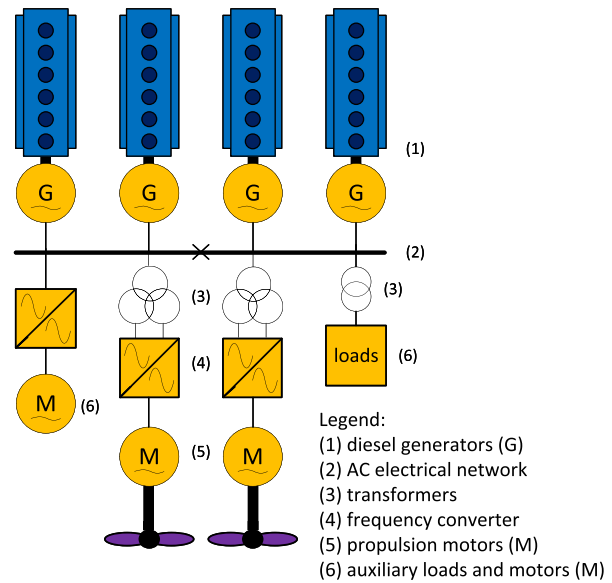 (1)
G G G G
(2)
(3) (3)
(4) loads (6)
M (6)
(5)
M M
Legend:
(1) diesel generators (G)
(2) AC electrical network
(3) transformers
(4) frequency converter
(5) propulsion motors (M)
(6) auxiliary loads and motors (M)